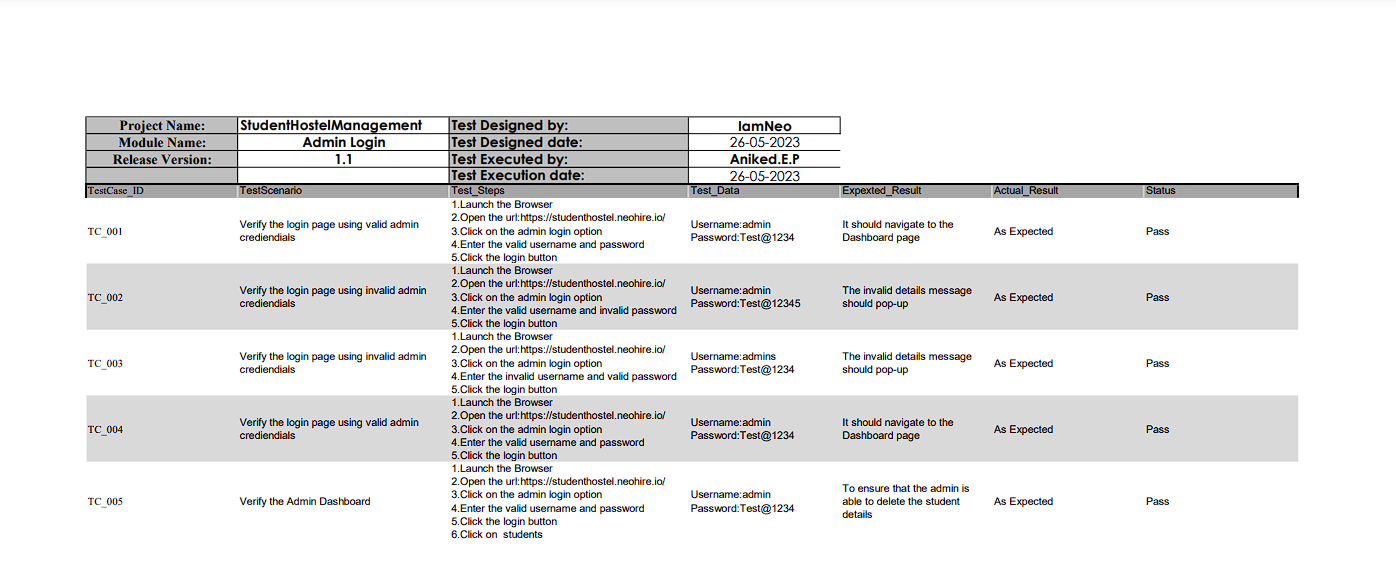 Project Name: StudentHostelManagement Test Designed by: IamNeo
Module Name: Admin Login Test Designed date: 26-05-2023
Release Version: 1.1 Test Executed by: Aniked.E.P
Test Execution date: 26-05-2023
TestCase_ID TestScenario Test_Steps Test_Data Expexted_Result Actual_Result Status
TC_001
Verify the login page using valid admin
crediendials
1.Launch the Browser
2.Open the url:https://studenthostel.neohire.io/
3.Click on the admin login option
4.Enter the valid username and password
5.Click the login button
Username:admin
Password:Test@1234
It should navigate to the
Dashboard page
As Expected
Pass
TC_002
Verify the login page using invalid admin
crediendials
1.Launch the Browser
2.Open the url:https://studenthostel.neohire.io/
3.Click on the admin login option
4.Enter the valid username and invalid password
5.Click the login button
Username:admin
Password:Test@12345
The invalid details message
should pop-up
As Expected
Pass
TC_003
Verify the login page using invalid admin
crediendials
1.Launch the Browser
2.Open the url:https://studenthostel.neohire.io/
3.Click on the admin login option
4.Enter the invalid username and valid password
5.Click the login button
Username:admins
Password:Test@1234
The invalid details message
should pop-up
As Expected
Pass
TC_004
Verify the login page using valid admin
crediendials
1.Launch the Browser
2.Open the url:https://studenthostel.neohire.io/
3.Click on the admin login option
4.Enter the valid username and password
5.Click the login button
Username:admin
Password:Test@1234
It should navigate to the
Dashboard page
As Expected
Pass
TC_005
Verify the Admin Dashboard
1.Launch the Browser
2.Open the url:https://studenthostel.neohire.io/
3.Click on the admin login option
4.Enter the valid username and password
5.Click the login button
6.Click on students
Username:admin
Password:Test@1234
To ensure that the admin is
able to delete the student
details
As Expected
Pass